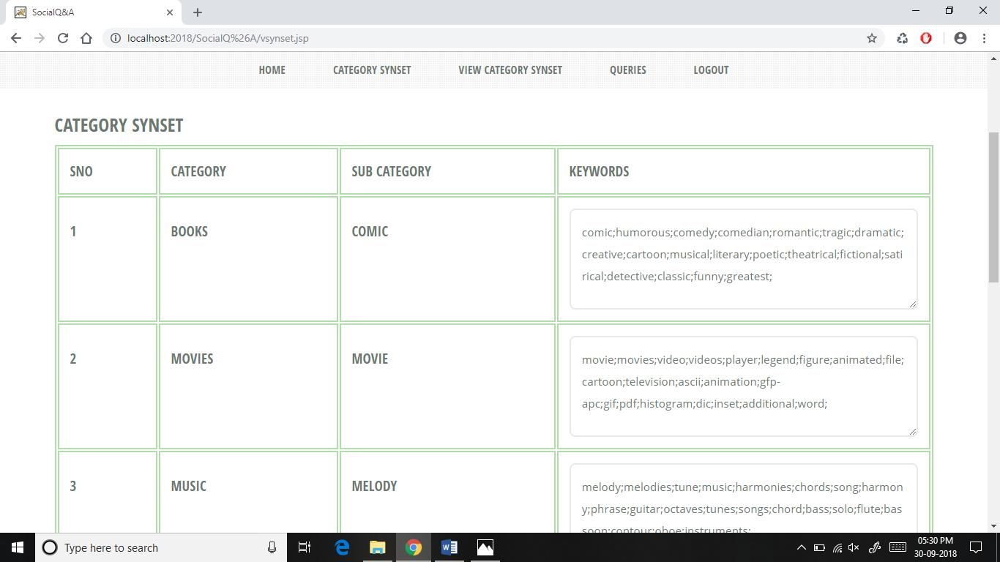 SocialQ&A
localhost:2018/SocialQ%26A/vsynset.jsp
HOME CATEGORY SYNSET VIEW CATEGORY SYNSET QUERIES LOGOUT
CATEGORY SYNSET
SNO CATEGORY SUB CATEGORY KEYWORDS
1 BOOKS COMIC
comic;humorous;comedy;comedian;romantic;tragic;dramatic;
creative;cartoon;musical;literary;poetic;theatrical;fictional;sati
rical;detective;classic;funny;greatest;
2 MOVIES MOVIE
movie;movies;video;videos;player;legend;figure;animated;file;
cartoon;television;ascii;animation;gfp-
apc;gif;pdf;histogram;dic;inset;additional;word;
3 MUSIC MELODY
melody;melodies;tune;music;harmonies;chords;song;harmon
y;phrase;guitar;octaves;tunes;songs;chord;bass;solo;flute;bas
soon;contour;oboe;instruments;
Type here to search
05:30 PM
30-09-2018